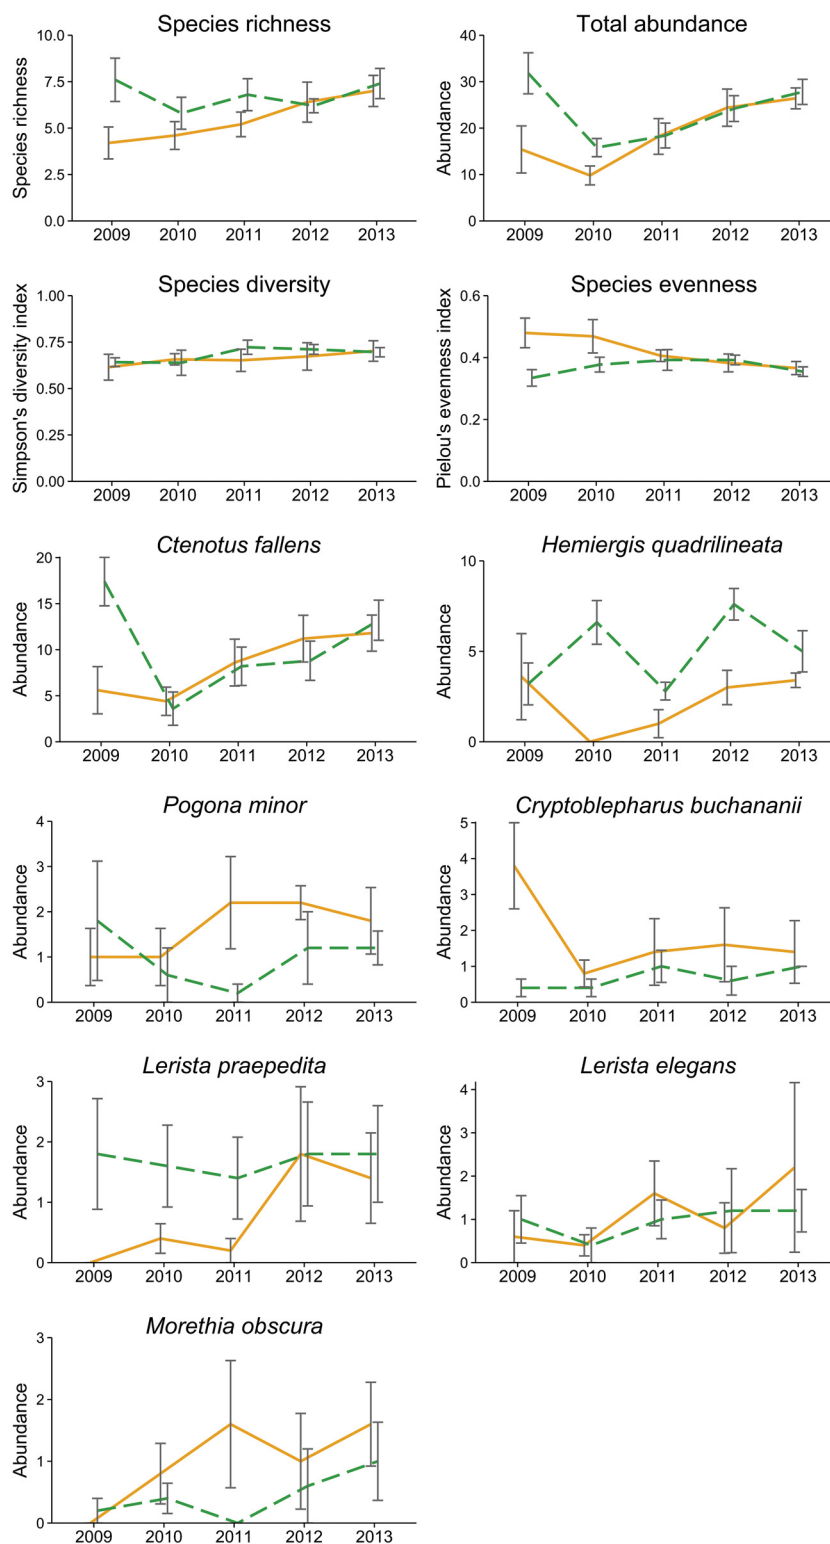 Species richness
Species richness
10.0
7.5
5.0
2.5
0.0
2009 2010 2011 2012 2013
Total abundance
Abundance
40
30
20
10
0
2009 2010 2011 2012 2013
Species diversity
Simpson's diversity index
1.00
0.75
0.50
0.25
0.00
2009 2010 2011 2012 2013
Species evenness
Pielou's evenness index
0.6
0.4
0.2
0.0
2009 2010 2011 2012 2013
Ctenotus fallens
Abundance
20
15
10
5
0
2009 2010 2011 2012 2013
Hemiergis quadrilineata
Abundance
10
5
0
2009 2010 2011 2012 2013
Pogona minor
Abundance
4
3
2
1
0
2009 2010 2011 2012 2013
Cryptoblepharus buchananii
Abundance
5
4
3
2
1
0
2009 2010 2011 2012 2013
Lerista praepedita
Abundance
3
2
1
0
2009 2010 2011 2012 2013
Lerista elegans
Abundance
4
3
2
1
0
2009 2010 2011 2012 2013
Morethia obscura
Abundance
3
2
1
0
2009 2010 2011 2012 2013